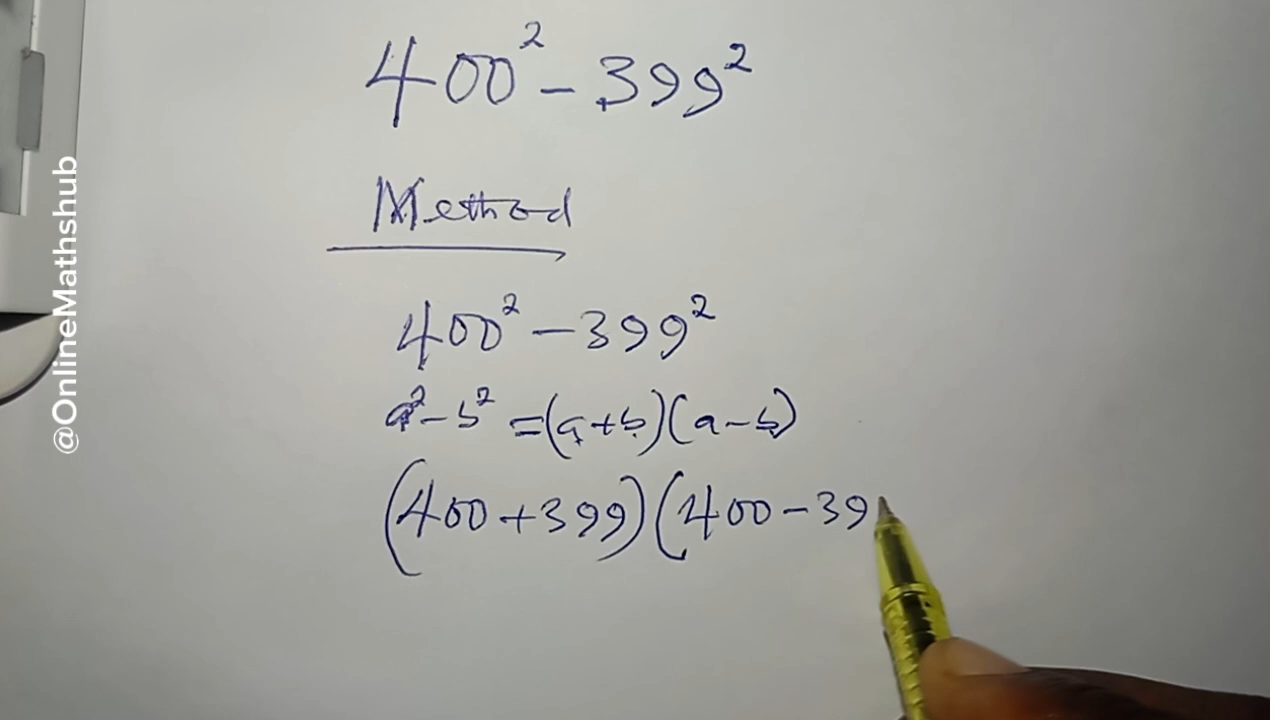 @OnlineMathshub
400² - 399²
Method
400² - 399²
a² - b² = (a+b)(a-b)
(400+399)(400-39